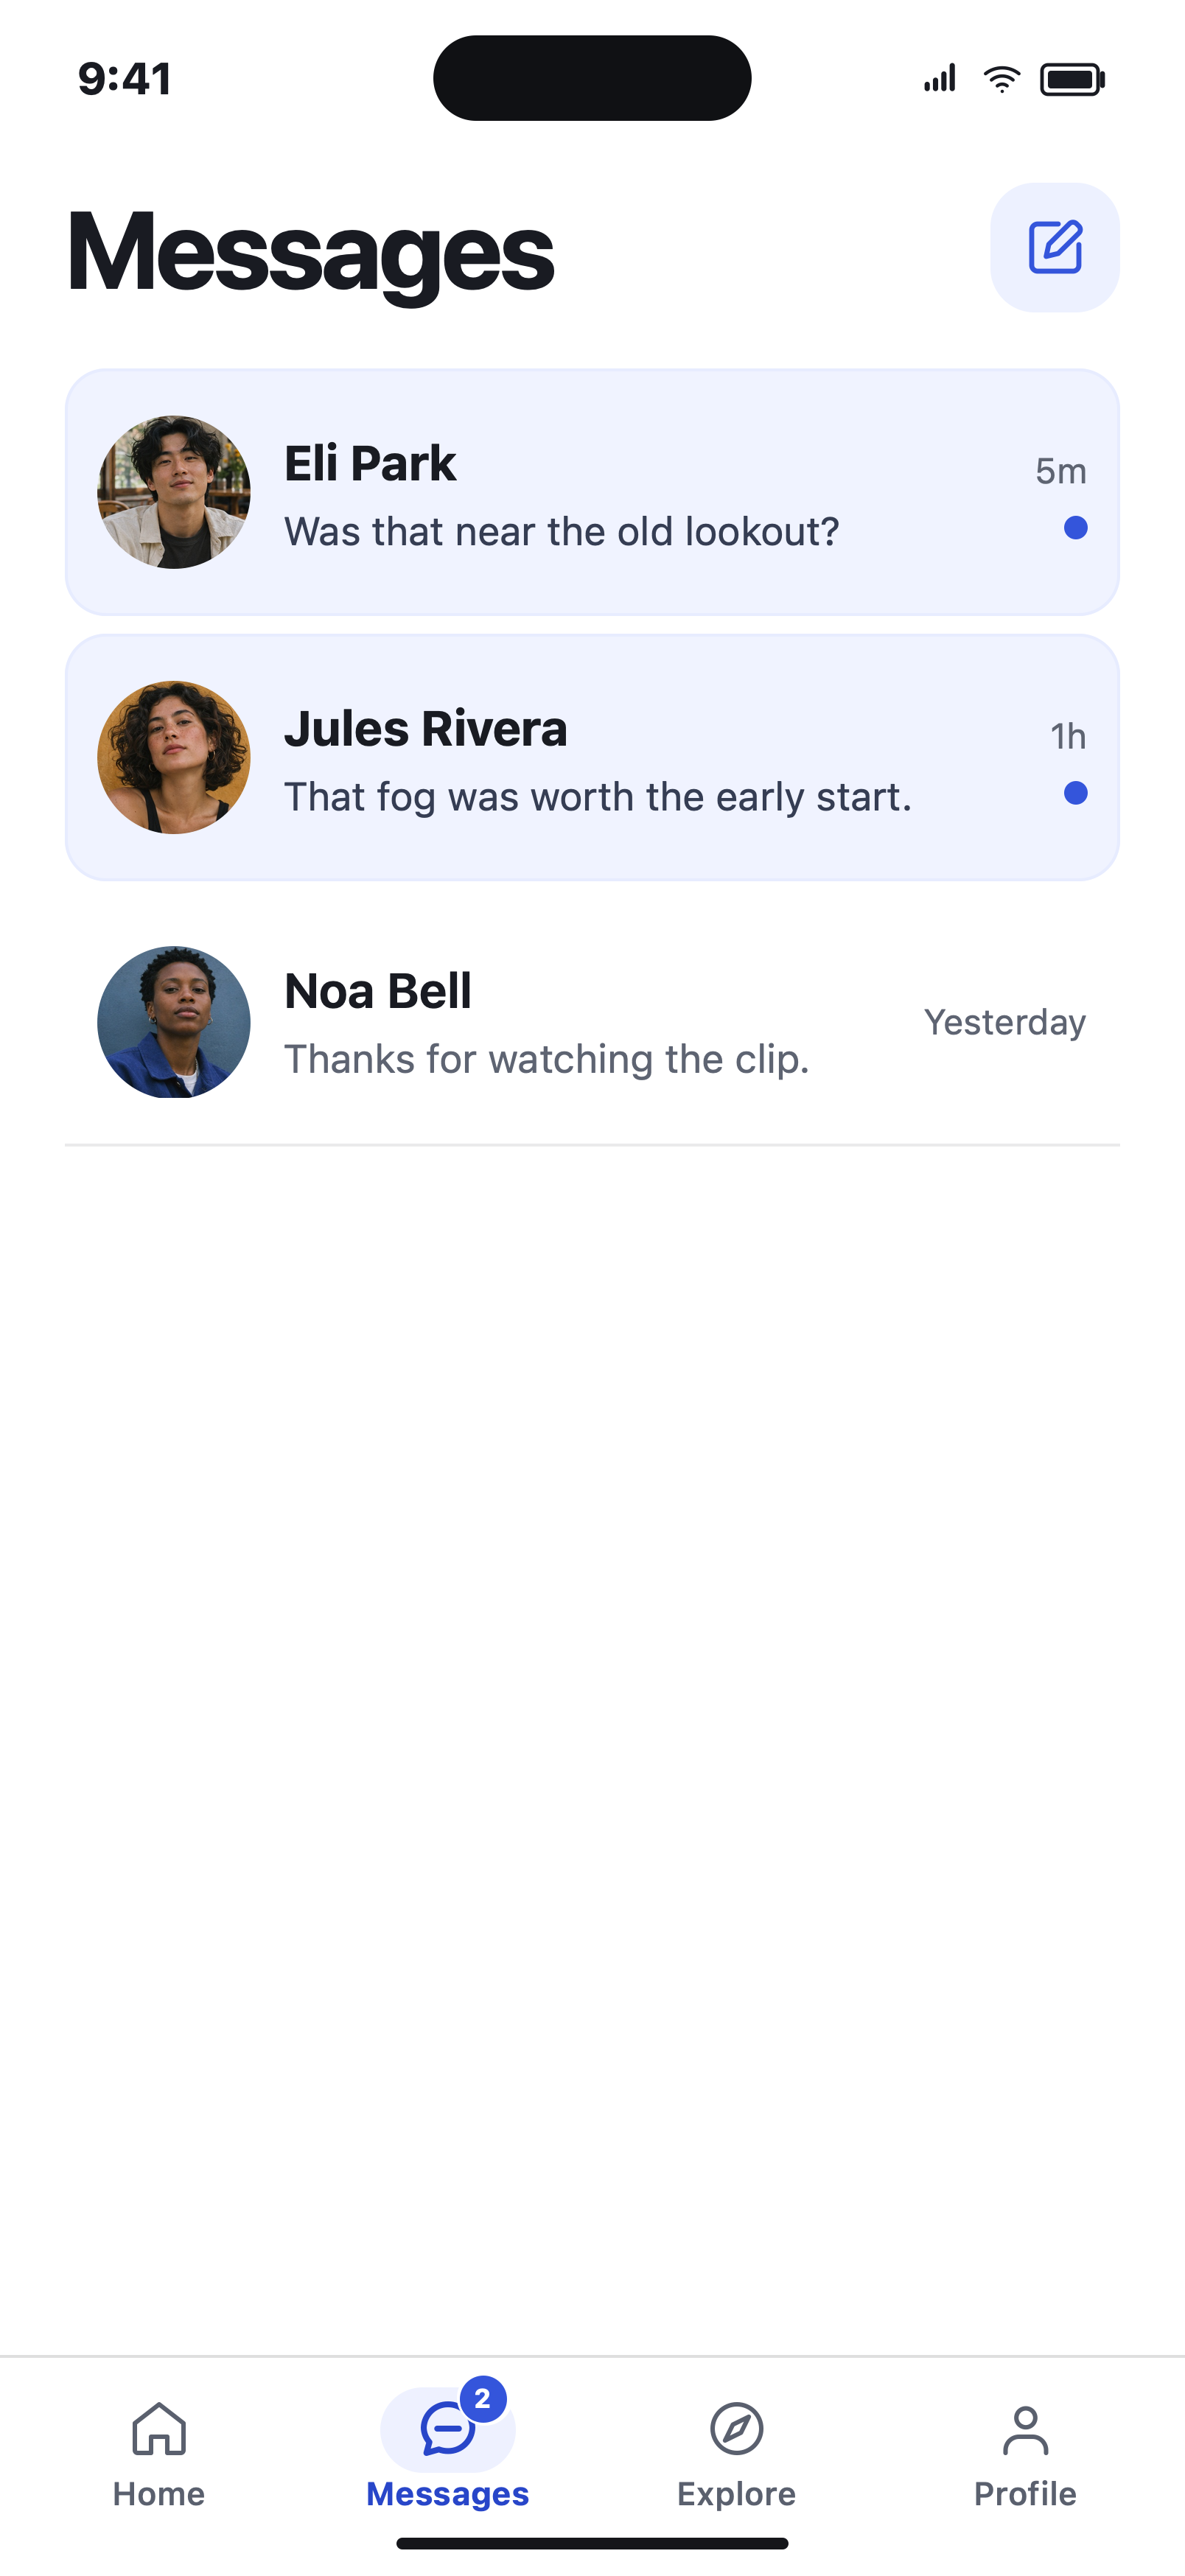 9:41
Messages
Eli Park
5m
Was that near the old lookout?
Jules Rivera
1h
That fog was worth the early start.
Noa Bell
Yesterday
Thanks for watching the clip.
2
Home
Messages
Explore
Profile